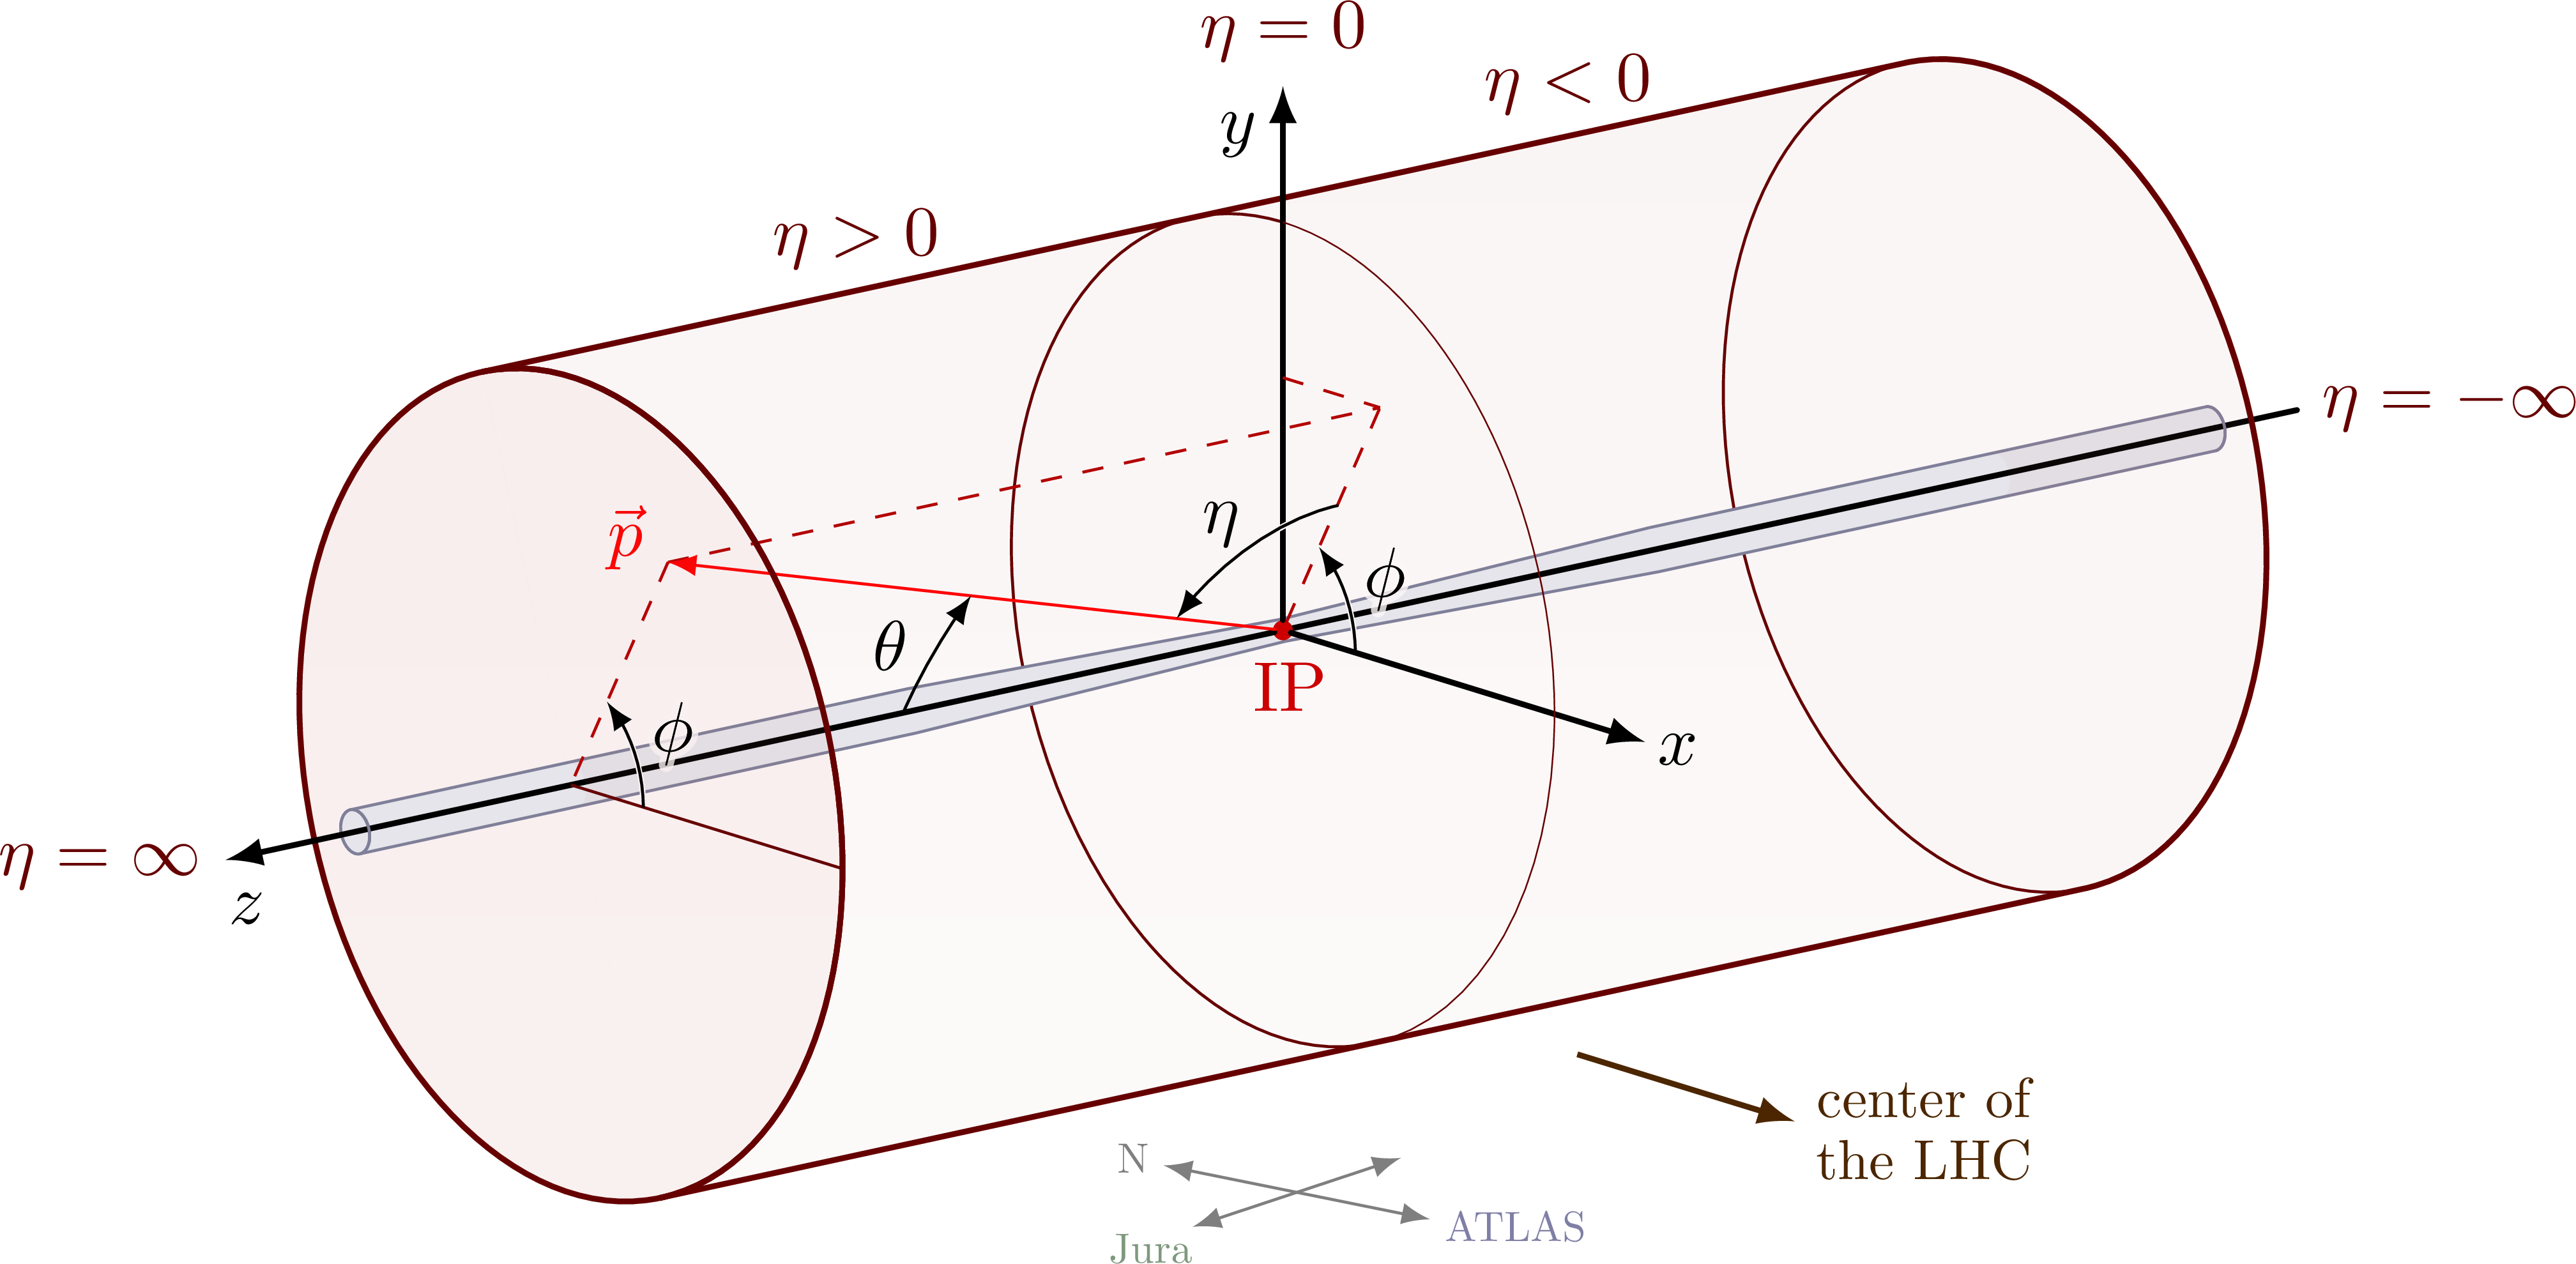 η = 0
η < 0
y
η > 0
η = −∞
η
p⃗
ϕ
θ
IP
ϕ
x
η = ∞
z
center of
the LHC
N
ATLAS
Jura